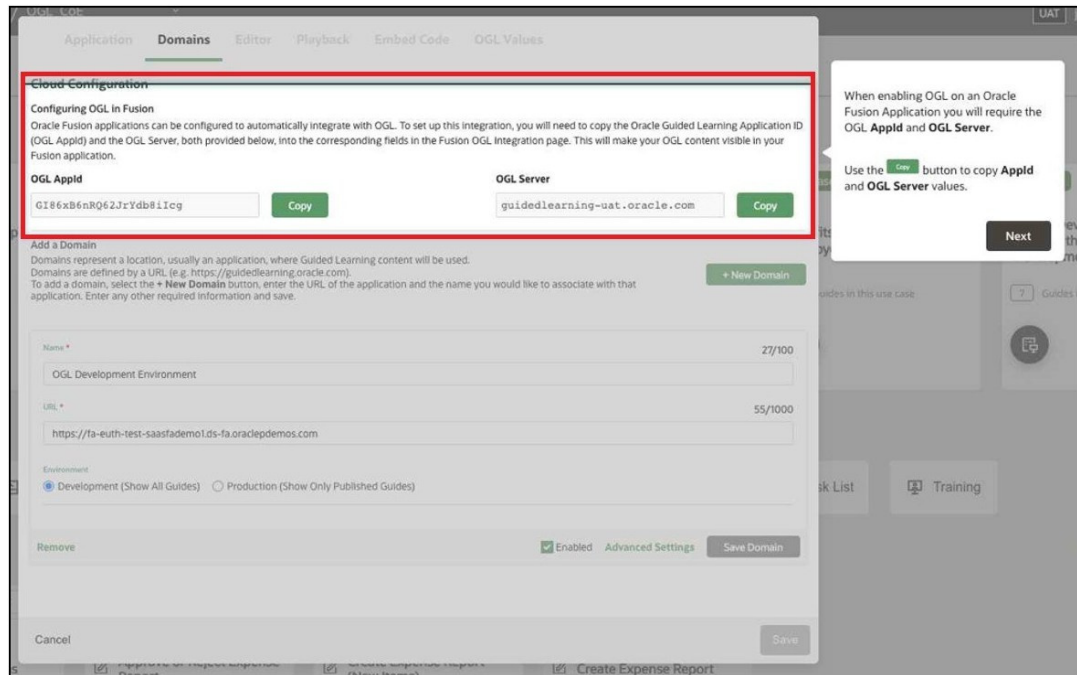 OGL CoE
UAT
Application Domains Editor Playback Embed Code OGL Values
Cloud Configuration
Configuring OGL in Fusion
Oracle Fusion applications can be configured to automatically integrate with OGL. To set up this integration, you will need to copy the Oracle Guided Learning Application ID
(OGL AppId) and the OGL Server, both provided below, into the corresponding fields in the Fusion OGL Integration page. This will make your OGL content visible in your
Fusion application.
OGL AppId
GI86xB6nRQ62JrYdb8iIcg
Copy
OGL Server
guidedlearning-uat.oracle.com
Copy
When enabling OGL on an Oracle
Fusion Application you will require the
OGL AppId and OGL Server.
Use the Copy button to copy AppId
and OGL Server values.
Next
Add a Domain
Domains represent a location, usually an application, where Guided Learning content will be used.
Domains are defined by a URL (e.g. https://guidedlearning.oracle.com).
To add a domain, select the + New Domain button, enter the URL of the application and the name you would like to associate with that
application. Enter any other required information and save.
+ New Domain
guides in this use case
7 Guides
Name *
27/100
OGL Development Environment
URL *
55/1000
https://fa-euth-test-saasfademo1.ds-fa.oraclepdemos.com
Environment
Development (Show All Guides) Production (Show Only Published Guides)
sk List
Training
Remove
Enabled Advanced Settings Save Domain
Cancel
Save
Approve or Reject Expense
Report
Create Expense Report
(New Items)
Create Expense Report